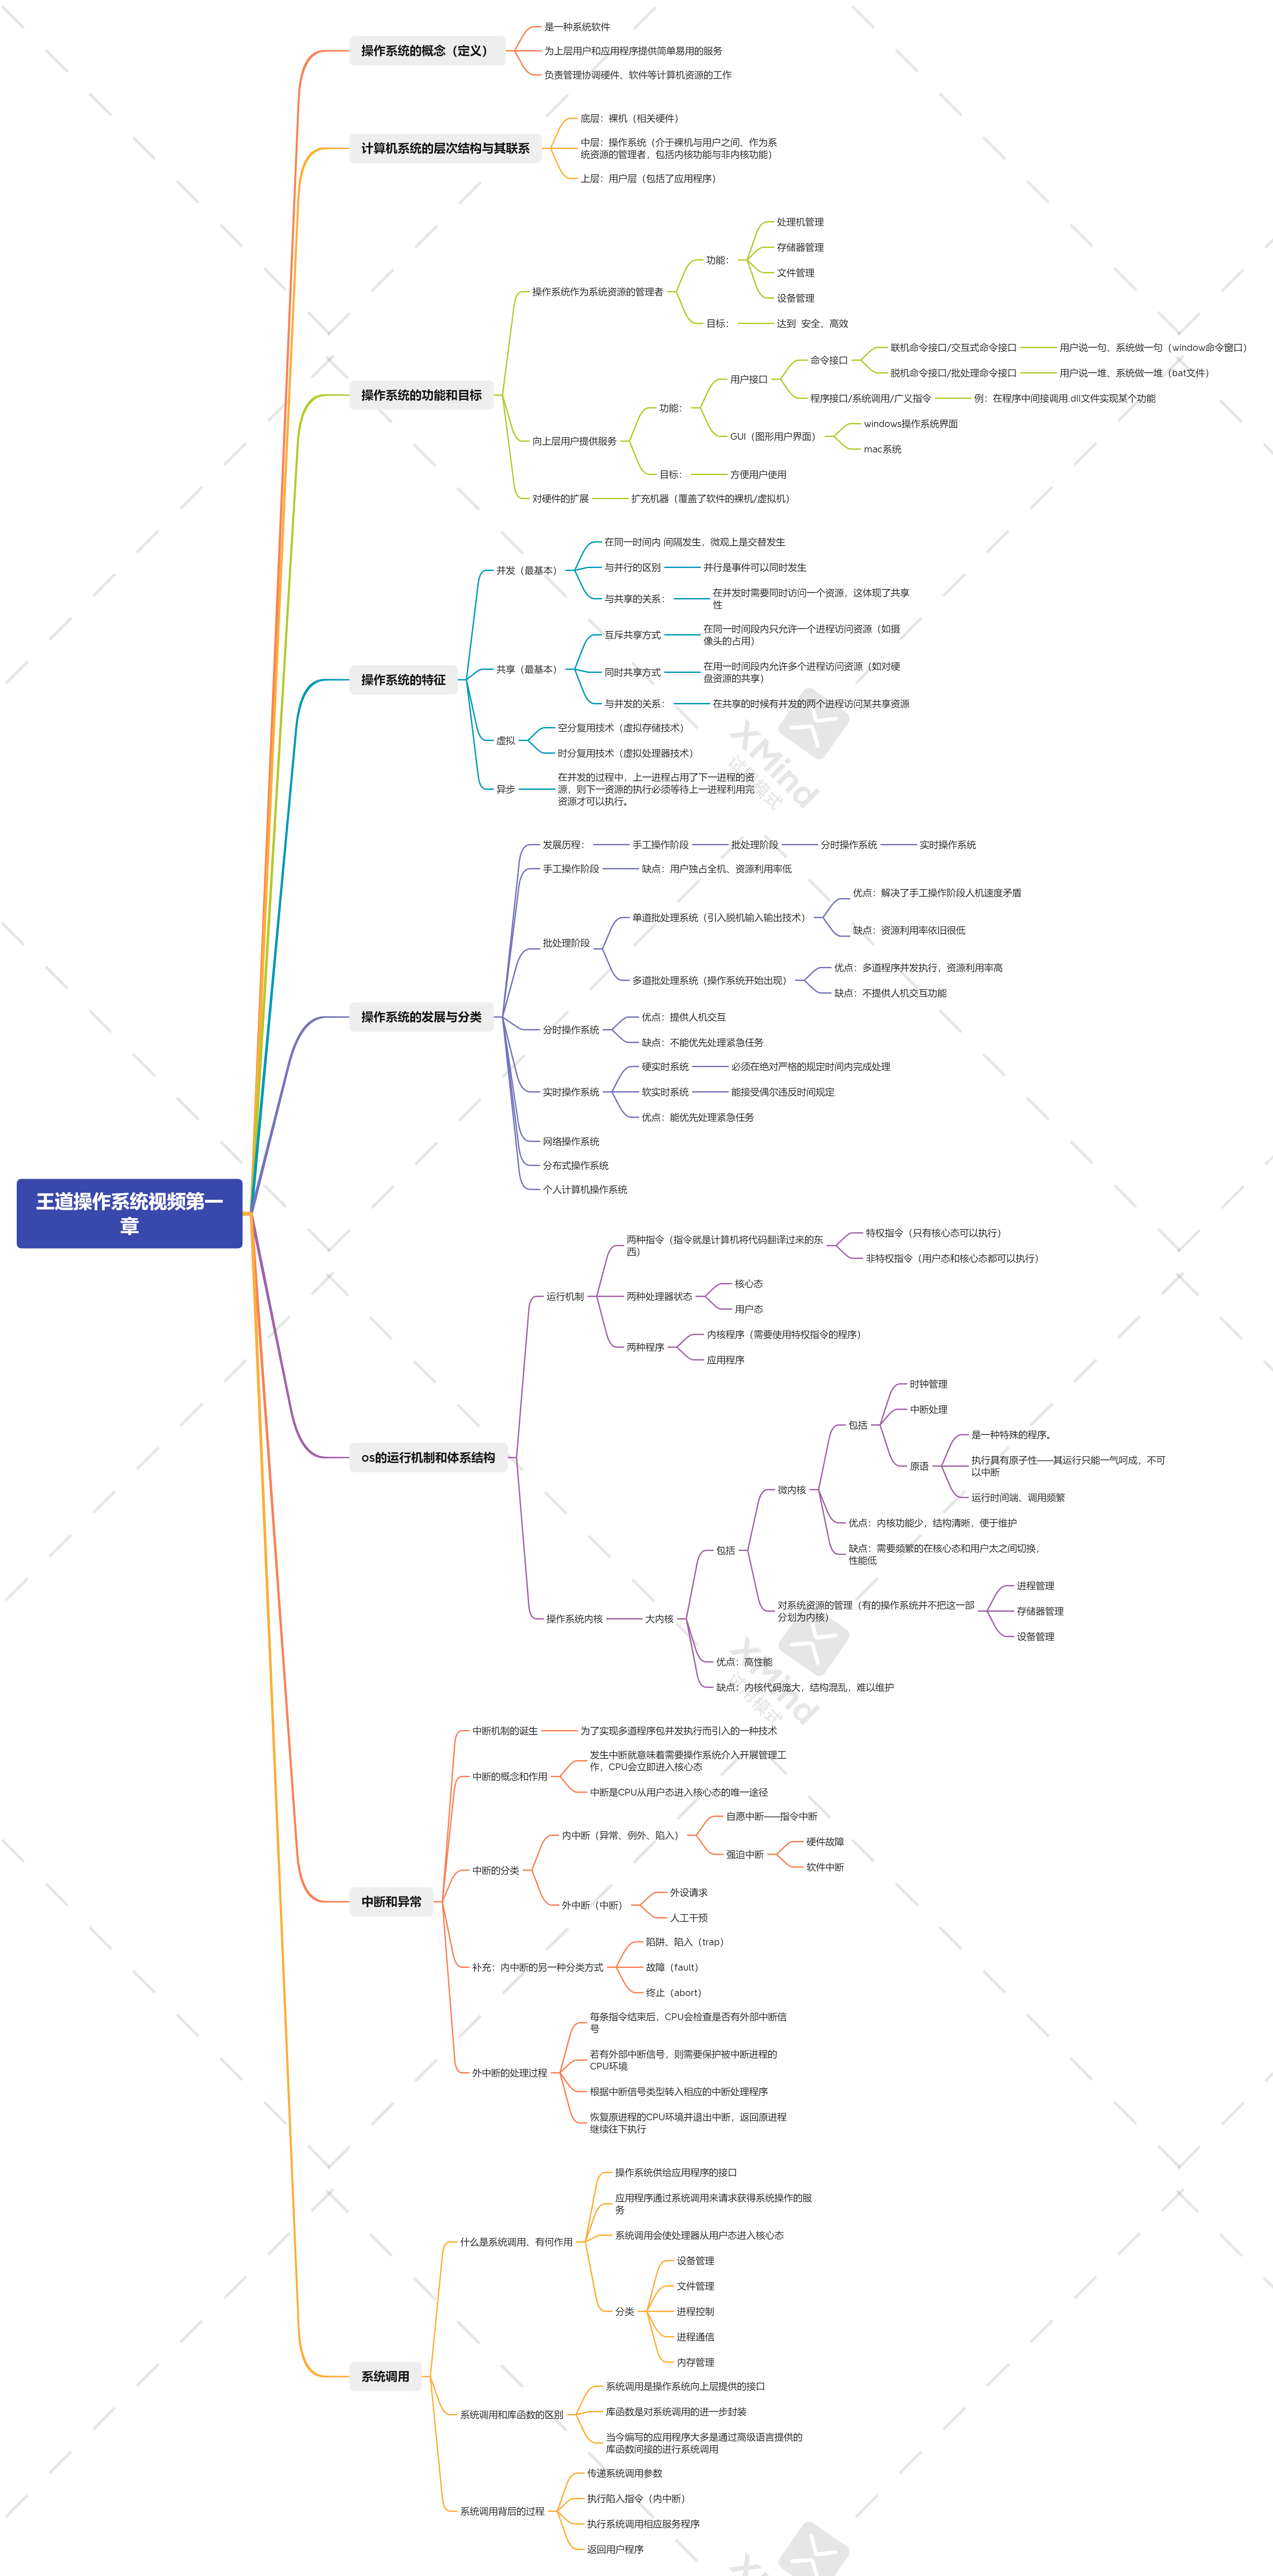 王道操作系统视频第一
章
操作系统的概念（定义）
是一种系统软件
为上层用户和应用程序提供简单易用的服务
负责管理协调硬件、软件等计算机资源的工作
计算机系统的层次结构与其联系
底层：裸机（相关硬件）
中层：操作系统（介于裸机与用户之间、作为系
统资源的管理者，包括内核功能与非内核功能）
上层：用户层（包括了应用程序）
操作系统的功能和目标
操作系统作为系统资源的管理者
功能：
处理机管理
存储器管理
文件管理
设备管理
目标：
达到 安全、高效
向上层用户提供服务
功能：
用户接口
命令接口
联机命令接口/交互式命令接口
用户说一句、系统做一句（window命令窗口）
脱机命令接口/批处理命令接口
用户说一堆、系统做一堆（bat文件）
程序接口/系统调用/广义指令
例：在程序中间接调用.dll文件实现某个功能
GUI（图形用户界面）
windows操作系统界面
mac系统
目标：
方便用户使用
对硬件的扩展
扩充机器（覆盖了软件的裸机/虚拟机）
操作系统的特征
并发（最基本）
在同一时间内 间隔发生，微观上是交替发生
与并行的区别
并行是事件可以同时发生
与共享的关系：
在并发时需要同时访问一个资源，这体现了共享
性
共享（最基本）
互斥共享方式
在同一时间段内只允许一个进程访问资源（如摄
像头的占用）
同时共享方式
在用一时间段内允许多个进程访问资源（如对硬
盘资源的共享）
与并发的关系：
在共享的时候有并发的两个进程访问某共享资源
虚拟
空分复用技术（虚拟存储技术）
时分复用技术（虚拟处理器技术）
异步
在并发的过程中，上一进程占用了下一进程的资
源，则下一资源的执行必须等待上一进程利用完
资源才可以执行。
操作系统的发展与分类
发展历程：
手工操作阶段
批处理阶段
分时操作系统
实时操作系统
手工操作阶段
缺点：用户独占全机、资源利用率低
批处理阶段
单道批处理系统（引入脱机输入输出技术）
优点：解决了手工操作阶段人机速度矛盾
缺点：资源利用率依旧很低
多道批处理系统（操作系统开始出现）
优点：多道程序并发执行，资源利用率高
缺点：不提供人机交互功能
分时操作系统
优点：提供人机交互
缺点：不能优先处理紧急任务
实时操作系统
硬实时系统
必须在绝对严格的规定时间内完成处理
软实时系统
能接受偶尔违反时间规定
优点：能优先处理紧急任务
网络操作系统
分布式操作系统
个人计算机操作系统
os的运行机制和体系结构
运行机制
两种指令（指令就是计算机将代码翻译过来的东
西）
特权指令（只有核心态可以执行）
非特权指令（用户态和核心态都可以执行）
两种处理器状态
核心态
用户态
两种程序
内核程序（需要使用特权指令的程序）
应用程序
操作系统内核
大内核
包括
微内核
包括
时钟管理
中断处理
原语
是一种特殊的程序。
执行具有原子性——其运行只能一气呵成，不可
以中断
运行时间端、调用频繁
优点：内核功能少，结构清晰，便于维护
缺点：需要频繁的在核心态和用户太之间切换，
性能低
对系统资源的管理（有的操作系统并不把这一部
分划为内核）
进程管理
存储器管理
设备管理
优点：高性能
缺点：内核代码庞大，结构混乱，难以维护
中断和异常
中断机制的诞生
为了实现多道程序包并发执行而引入的一种技术
中断的概念和作用
发生中断就意味着需要操作系统介入开展管理工
作，CPU会立即进入核心态
中断是CPU从用户态进入核心态的唯一途径
中断的分类
内中断（异常、例外、陷入）
自愿中断——指令中断
强迫中断
硬件故障
软件中断
外中断（中断）
外设请求
人工干预
补充：内中断的另一种分类方式
陷阱、陷入（trap）
故障（fault）
终止（abort）
外中断的处理过程
每条指令结束后，CPU会检查是否有外部中断信
号
若有外部中断信号，则需要保护被中断进程的
CPU环境
根据中断信号类型转入相应的中断处理程序
恢复原进程的CPU环境并退出中断，返回原进程
继续往下执行
系统调用
什么是系统调用、有何作用
操作系统供给应用程序的接口
应用程序通过系统调用来请求获得系统操作的服
务
系统调用会使处理器从用户态进入核心态
分类
设备管理
文件管理
进程控制
进程通信
内存管理
系统调用和库函数的区别
系统调用是操作系统向上层提供的接口
库函数是对系统调用的进一步封装
当今编写的应用程序大多是通过高级语言提供的
库函数间接的进行系统调用
系统调用背后的过程
传递系统调用参数
执行陷入指令（内中断）
执行系统调用相应服务程序
返回用户程序
XMind
试用模式
XMind
试用模式
XMind